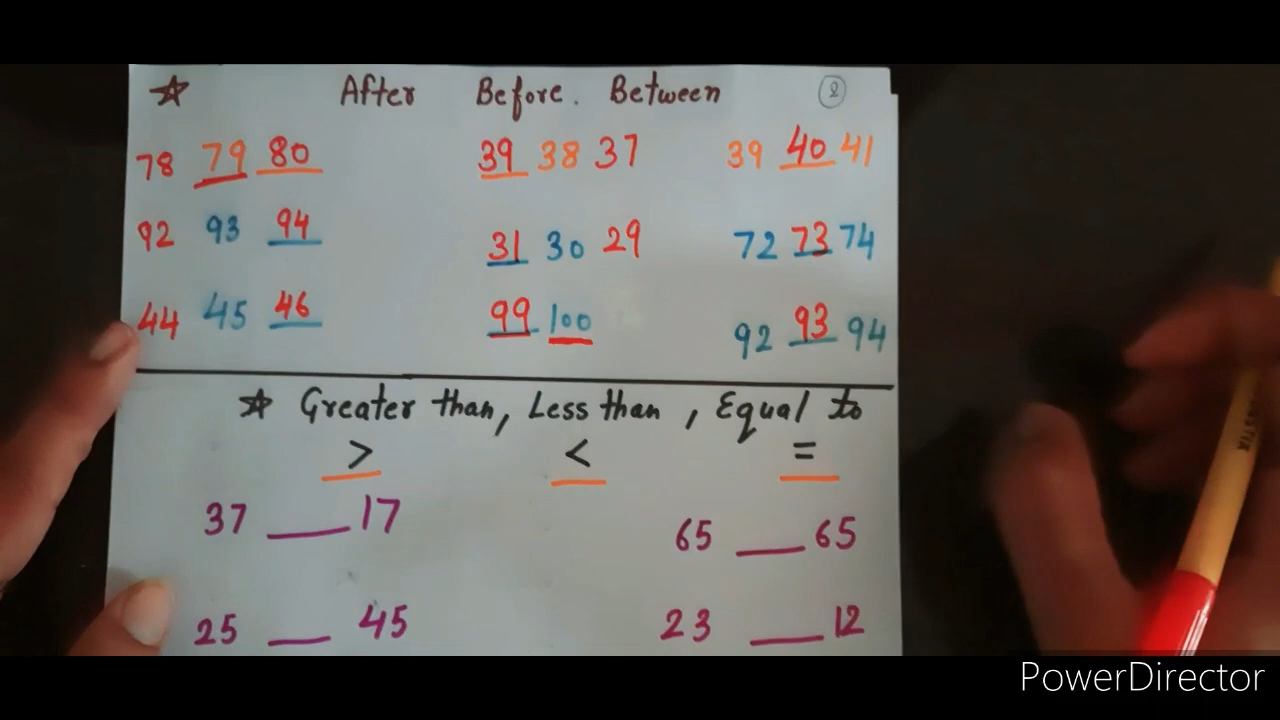 ☆ After Before. Between 2
78 79 80 39 38 37 39 40 41
92 93 94 31 30 29 72 73 74
44 45 46 99 100 92 93 94
☆ Greater than, Less than, Equal to
> < =
37 ___ 17 65 ___ 65
25 ___ 45 23 ___ 12
PowerDirector